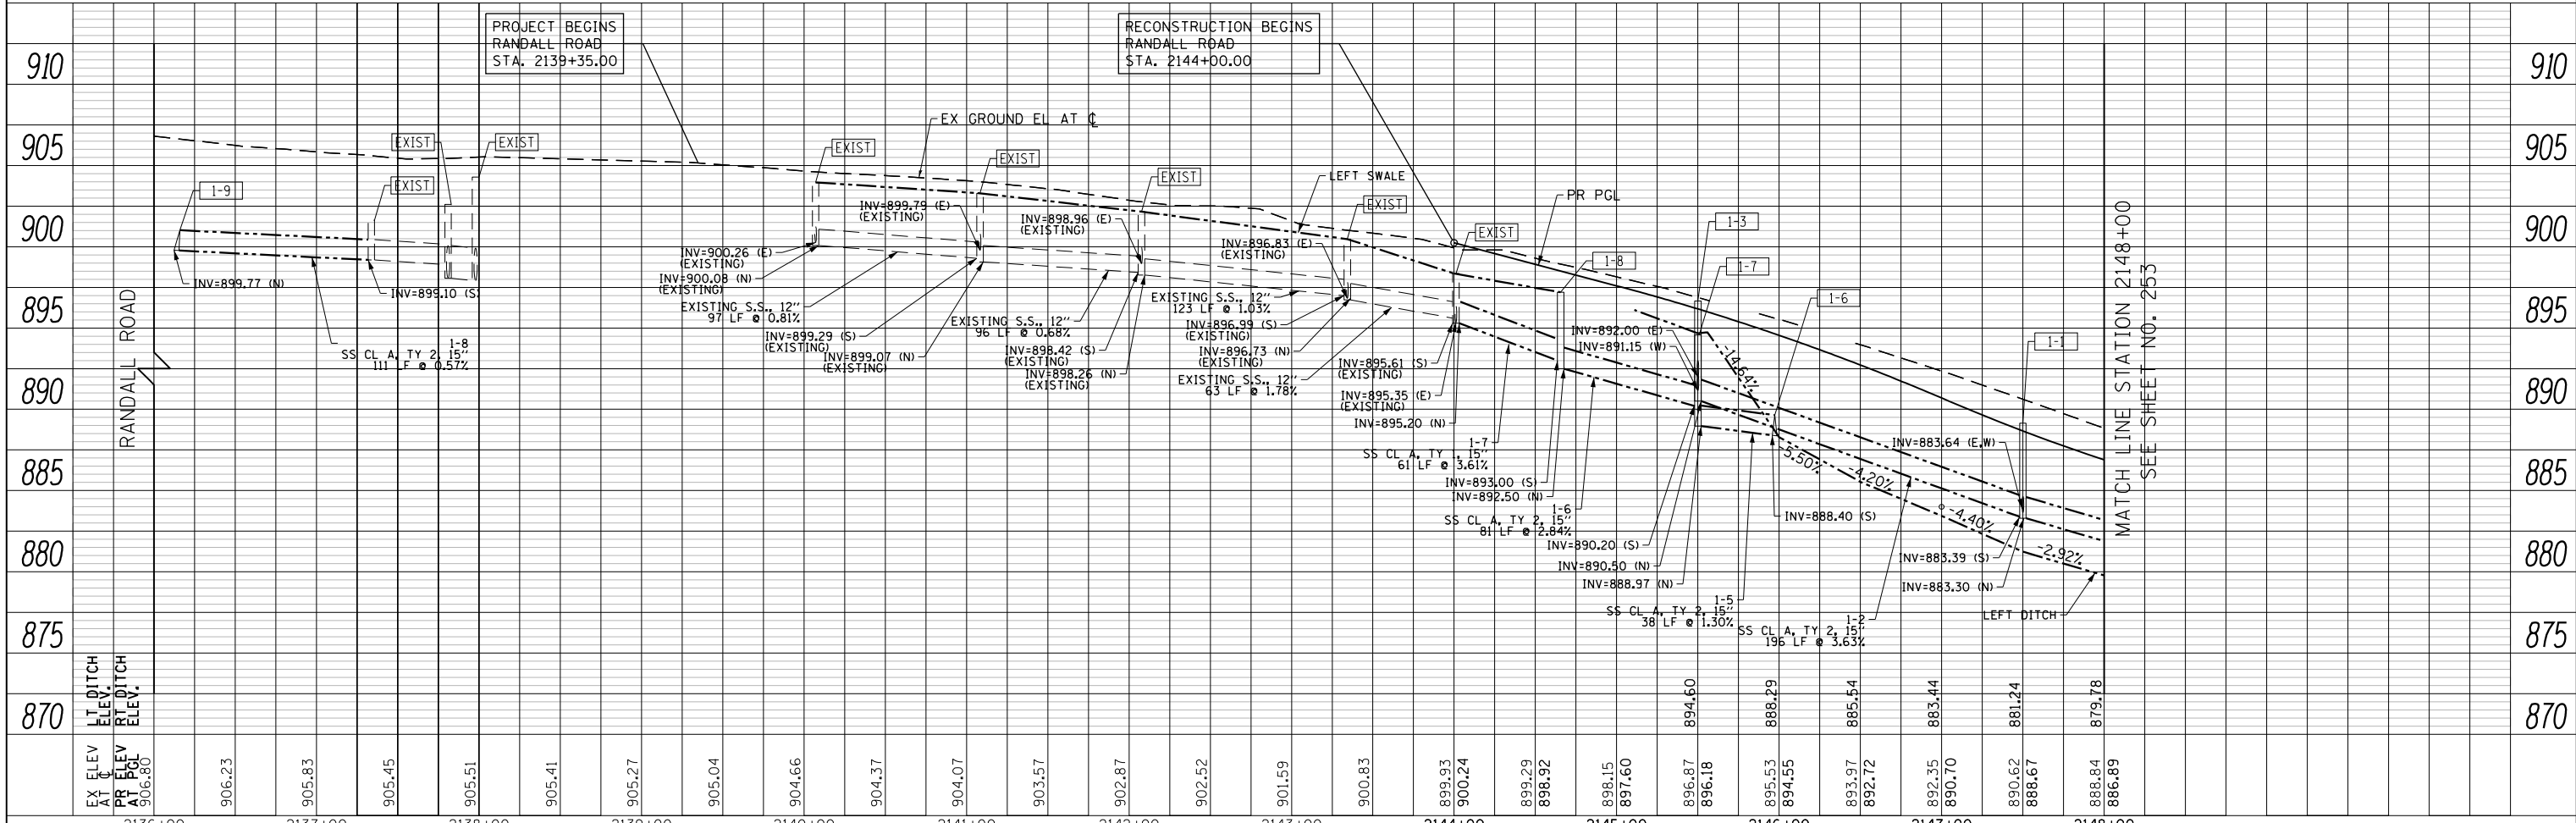 PROJECT BEGINS
RANDALL ROAD
STA. 2139+35.00
RECONSTRUCTION BEGINS
RANDALL ROAD
STA. 2144+00.00
910
910
905
905
900
900
895
895
890
890
885
885
880
880
875
875
870
870
EX GROUND EL AT ℄
EXIST
EXIST
EXIST
EXIST
EXIST
EXIST
EXIST
EXIST
LEFT SWALE
PR PGL
1-9
1-3
1-8
1-7
1-6
1-1
RANDALL ROAD
INV=899.77 (N)
INV=899.10 (S)
1-8
SS CL A, TY 2, 15"
111 LF @ 0.57%
INV=900.26 (E)
(EXISTING)
INV=900.08 (N)
(EXISTING)
EXISTING S.S., 12"
97 LF @ 0.81%
INV=899.79 (E)
(EXISTING)
INV=899.29 (S)
(EXISTING)
INV=899.07 (N)
(EXISTING)
EXISTING S.S., 12"
96 LF @ 0.68%
INV=898.96 (E)
(EXISTING)
INV=898.42 (S)
(EXISTING)
INV=898.26 (N)
(EXISTING)
EXISTING S.S., 12"
123 LF @ 1.03%
INV=896.83 (E)
(EXISTING)
INV=896.99 (S)
(EXISTING)
INV=896.73 (N)
(EXISTING)
EXISTING S.S., 12"
63 LF @ 1.78%
INV=895.61 (S)
(EXISTING)
INV=895.35 (E)
(EXISTING)
INV=895.20 (N)
1-7
SS CL A, TY 1, 15"
61 LF @ 3.61%
INV=893.00 (S)
INV=892.50 (N)
1-6
SS CL A, TY 2, 15"
81 LF @ 2.84%
INV=892.00 (E)
INV=891.15 (W)
INV=890.20 (S)
INV=890.50 (N)
INV=888.97 (N)
1-5
SS CL A, TY 2, 15"
38 LF @ 1.30%
INV=888.40 (S)
1-2
SS CL A, TY 2, 15"
196 LF @ 3.63%
INV=883.64 (E,W)
INV=883.39 (S)
INV=883.30 (N)
LEFT DITCH
-14.64%
-5.50%
-4.20%
-4.40%
-2.92%
MATCH LINE STATION 2148+00
SEE SHEET NO. 253
LT DITCH
ELEV.
RT DITCH
ELEV.
894.60
888.29
885.54
883.44
881.24
879.78
EX ELEV
AT ℄
PR ELEV
AT PGL
906.80
906.23
905.83
905.45
905.51
905.41
905.27
905.04
904.66
904.37
904.07
903.57
902.87
902.52
901.59
900.83
899.93
900.24
899.29
898.92
898.15
897.60
896.87
896.18
895.53
894.55
893.97
892.72
892.35
890.70
890.62
888.67
888.84
886.89
2136+00
2137+00
2138+00
2139+00
2140+00
2141+00
2142+00
2143+00
2144+00
2145+00
2146+00
2147+00
2148+00